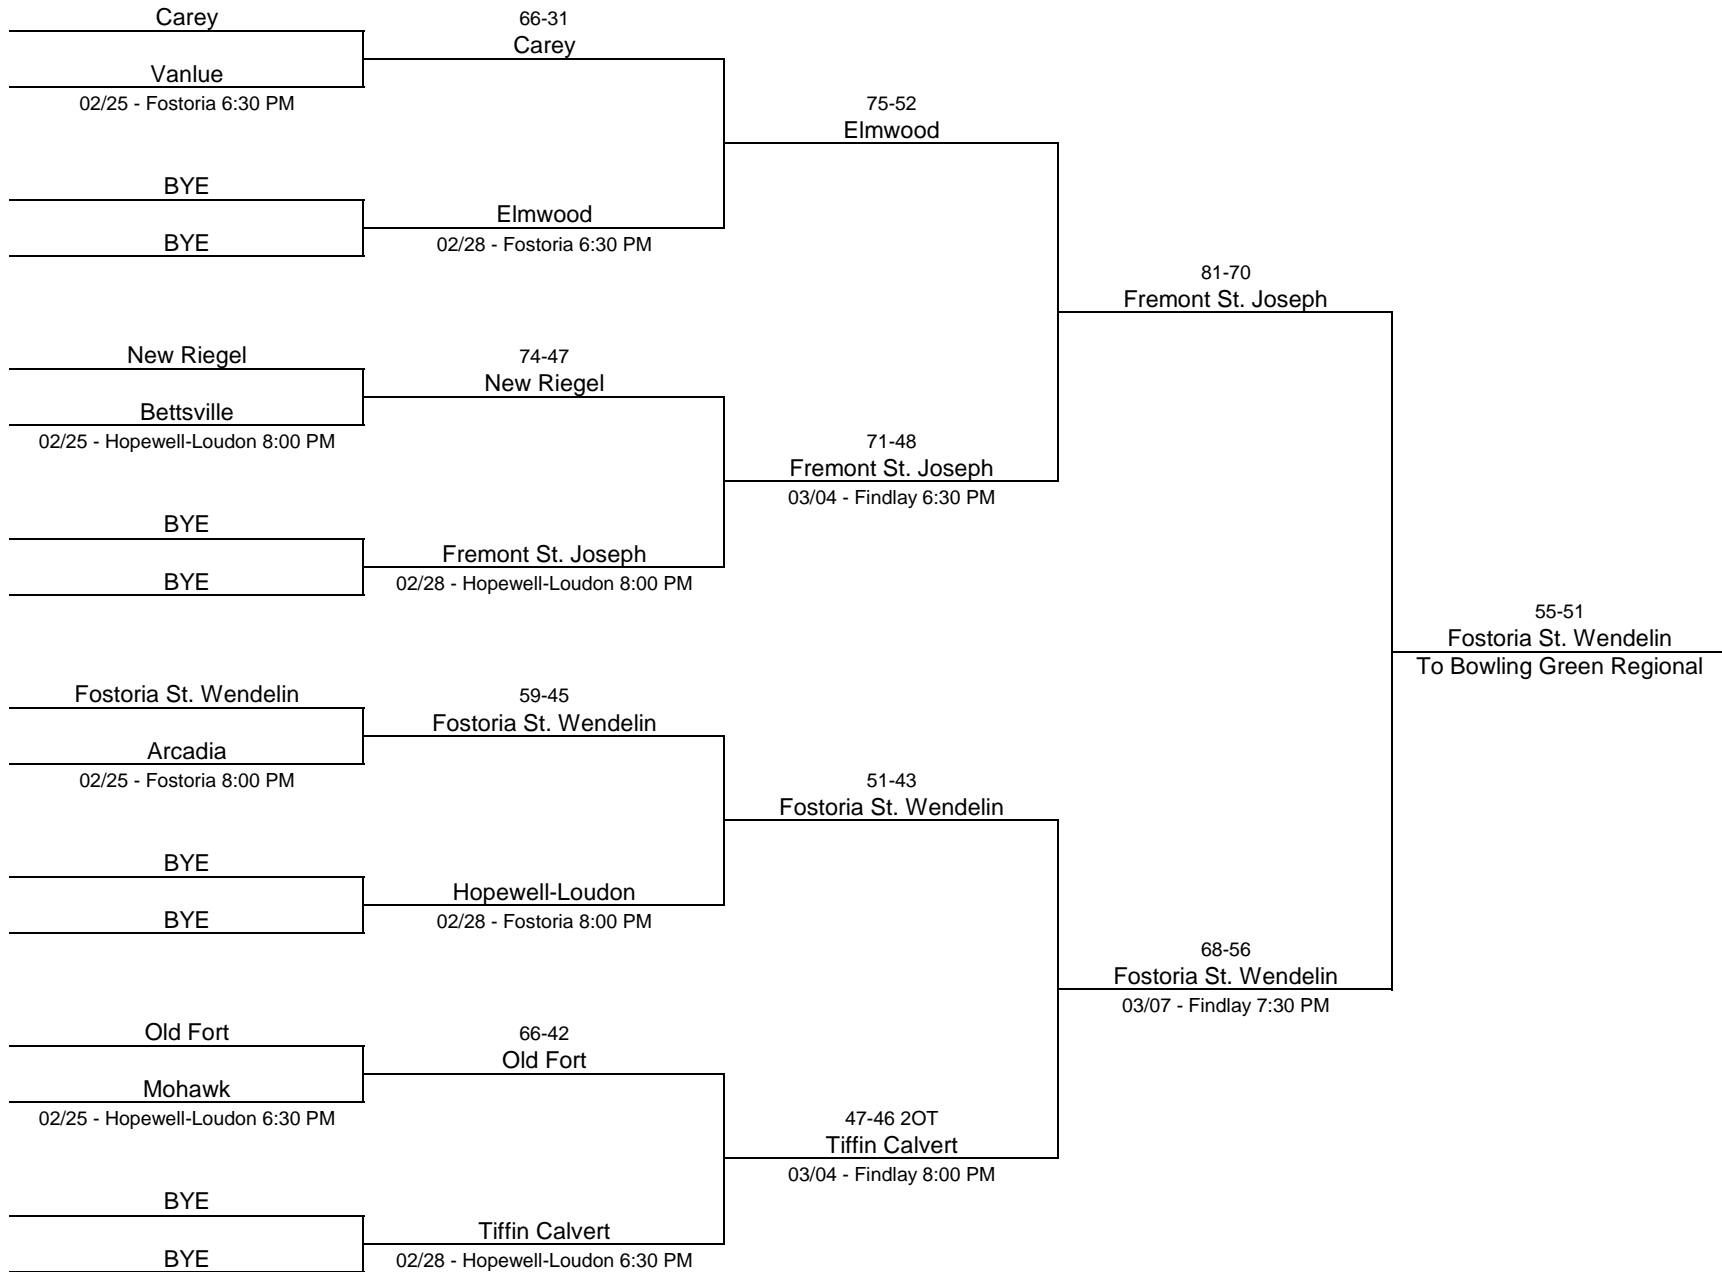 Carey
Vanlue
02/25 - Fostoria 6:30 PM
BYE
BYE
New Riegel
Bettsville
02/25 - Hopewell-Loudon 8:00 PM
BYE
BYE
Fostoria St. Wendelin
Arcadia
02/25 - Fostoria 8:00 PM
BYE
BYE
Old Fort
Mohawk
02/25 - Hopewell-Loudon 6:30 PM
BYE
BYE
66-31
Carey
Elmwood
02/28 - Fostoria 6:30 PM
74-47
New Riegel
Fremont St. Joseph
02/28 - Hopewell-Loudon 8:00 PM
59-45
Fostoria St. Wendelin
Hopewell-Loudon
02/28 - Fostoria 8:00 PM
66-42
Old Fort
Tiffin Calvert
02/28 - Hopewell-Loudon 6:30 PM
75-52
Elmwood
71-48
Fremont St. Joseph
03/04 - Findlay 6:30 PM
51-43
Fostoria St. Wendelin
47-46 2OT
Tiffin Calvert
03/04 - Findlay 8:00 PM
81-70
Fremont St. Joseph
68-56
Fostoria St. Wendelin
03/07 - Findlay 7:30 PM
55-51
Fostoria St. Wendelin
To Bowling Green Regional